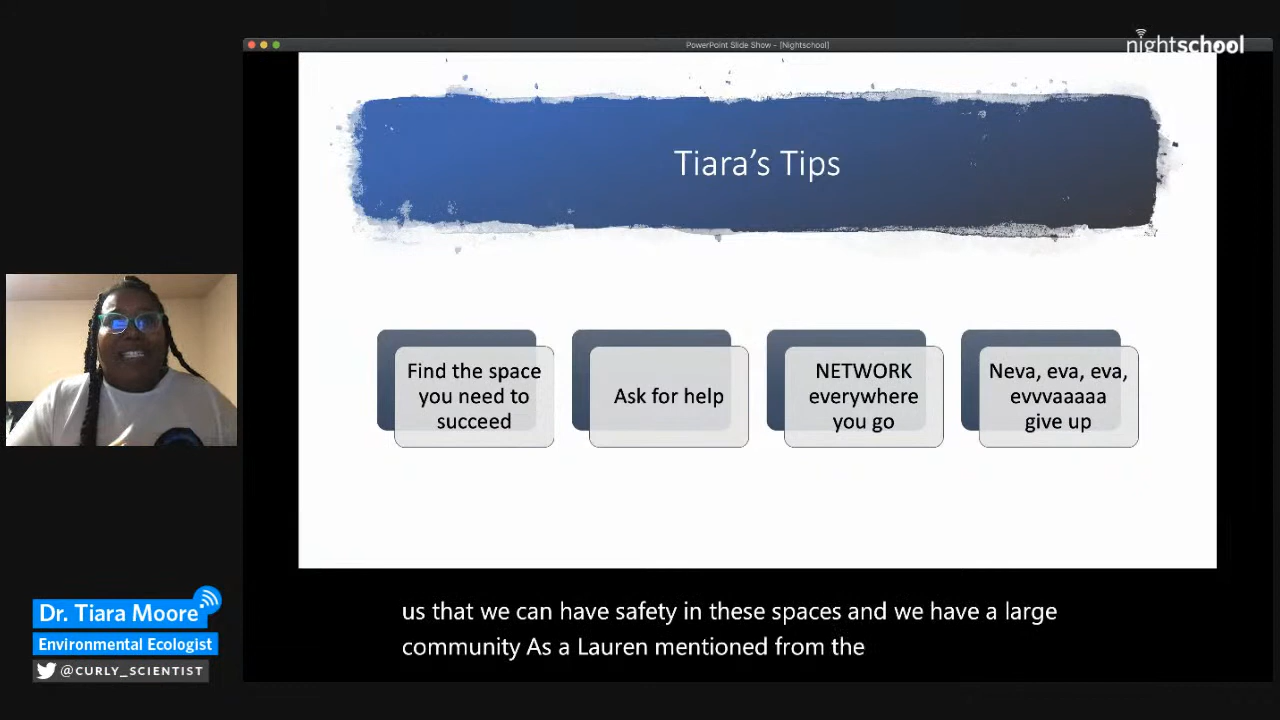 PowerPoint Slide Show - [Nightschool]
nightschool
Tiara's Tips
Find the space
you need to
succeed
Ask for help
NETWORK
everywhere
you go
Neva, eva, eva,
evvvaaaaa
give up
Dr. Tiara Moore
Environmental Ecologist
@CURLY_SCIENTIST
us that we can have safety in these spaces and we have a large
community As a Lauren mentioned from the